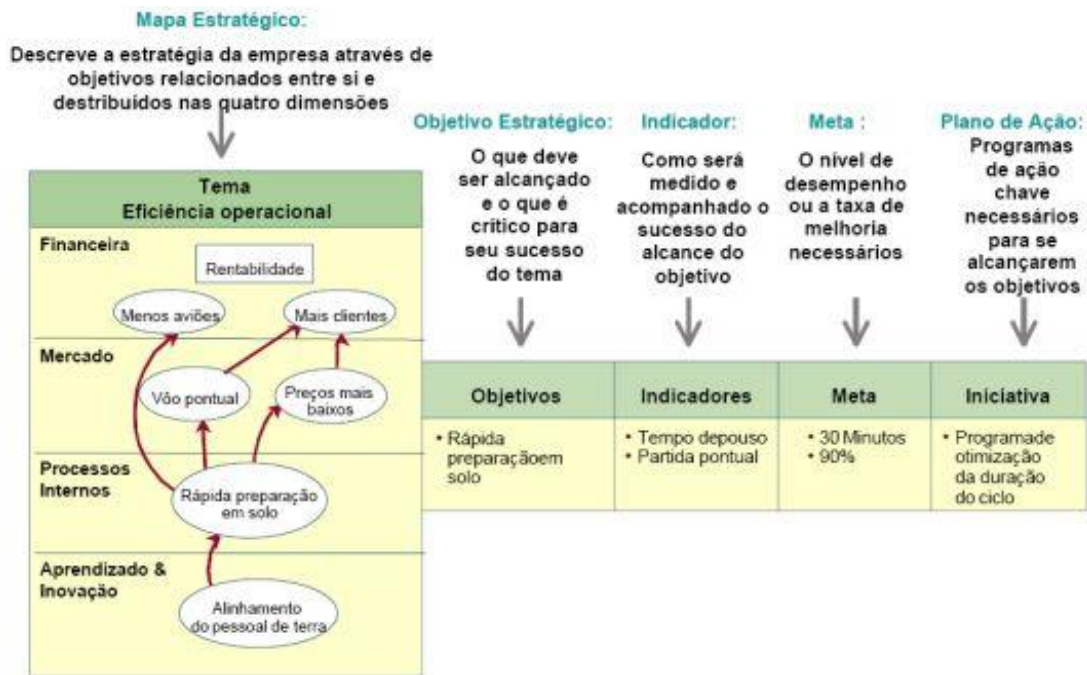 Mapa Estratégico:
Descreve a estratégia da empresa através de
objetivos relacionados entre si e
destribuídos nas quatro dimensões
Tema
Eficiência operacional
Financeira
Rentabilidade
Menos aviões
Mais clientes
Mercado
Vôo pontual
Preços mais
baixos
Processos
Internos
Rápida preparação
em solo
Aprendizado &
Inovação
Alinhamento
do pessoal de terra
Objetivo Estratégico:
O que deve
ser alcançado
e o que é
crítico para
seu sucesso
do tema
Objetivos
• Rápida
preparaçãoem
solo
Indicador:
Como será
medido e
acompanhado o
sucesso do
alcance do
objetivo
Indicadores
• Tempo depouso
• Partida pontual
Meta :
O nível de
desempenho
ou a taxa de
melhoria
necessários
Meta
• 30 Minutos
• 90%
Plano de Ação:
Programas
de ação
chave
necessários
para se
alcançarem
os objetivos
Iniciativa
• Programade
otimização
da duração
do ciclo